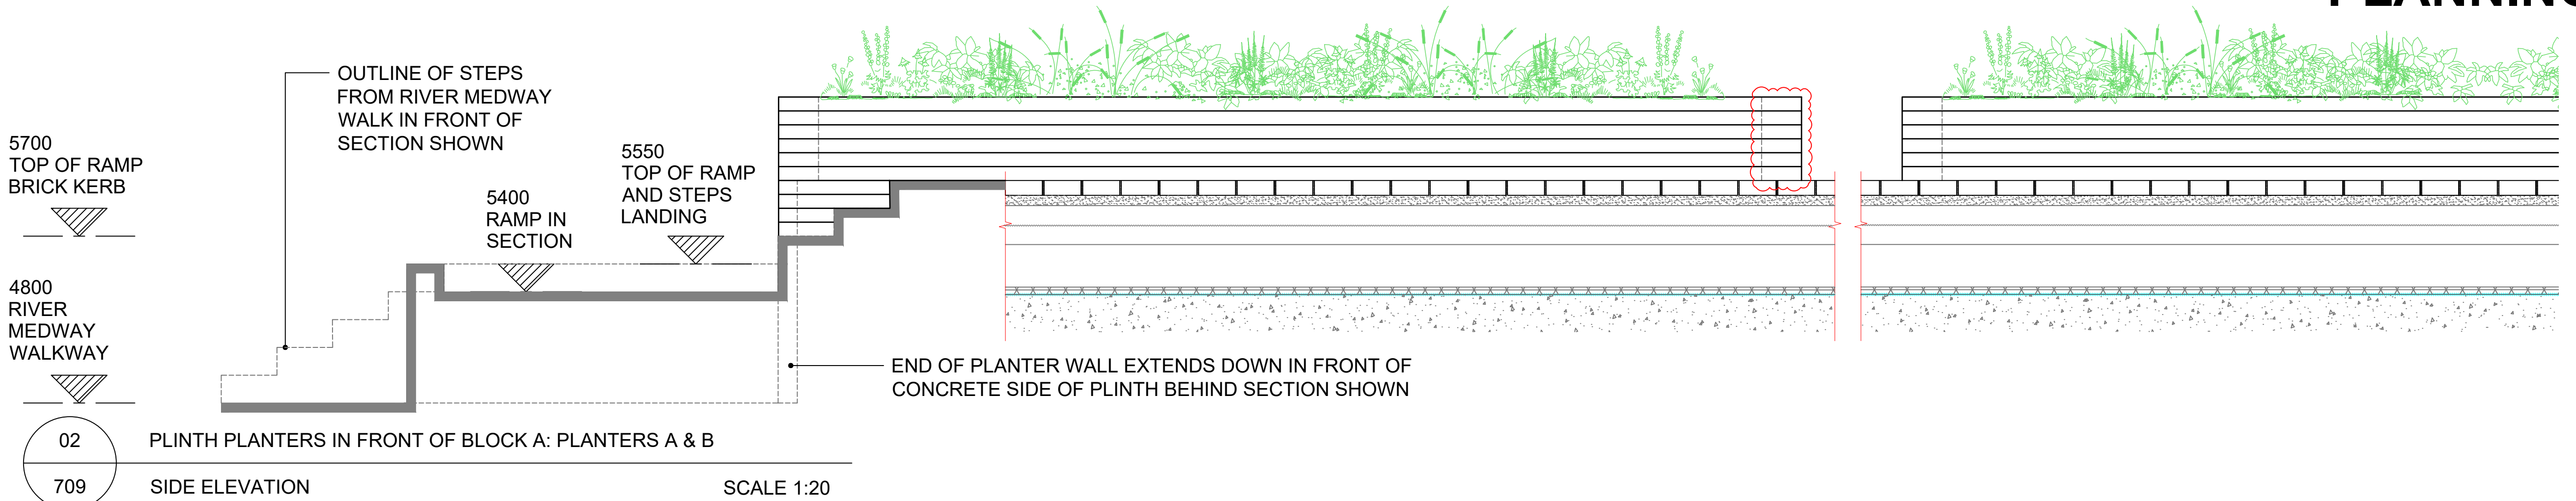 PLANNING
OUTLINE OF STEPS
FROM RIVER MEDWAY
WALK IN FRONT OF
SECTION SHOWN
5700
TOP OF RAMP
BRICK KERB
5550
TOP OF RAMP
AND STEPS
LANDING
5400
RAMP IN
SECTION
4800
RIVER
MEDWAY
WALKWAY
END OF PLANTER WALL EXTENDS DOWN IN FRONT OF
CONCRETE SIDE OF PLINTH BEHIND SECTION SHOWN
02
PLINTH PLANTERS IN FRONT OF BLOCK A: PLANTERS A & B
709
SIDE ELEVATION
SCALE 1:20